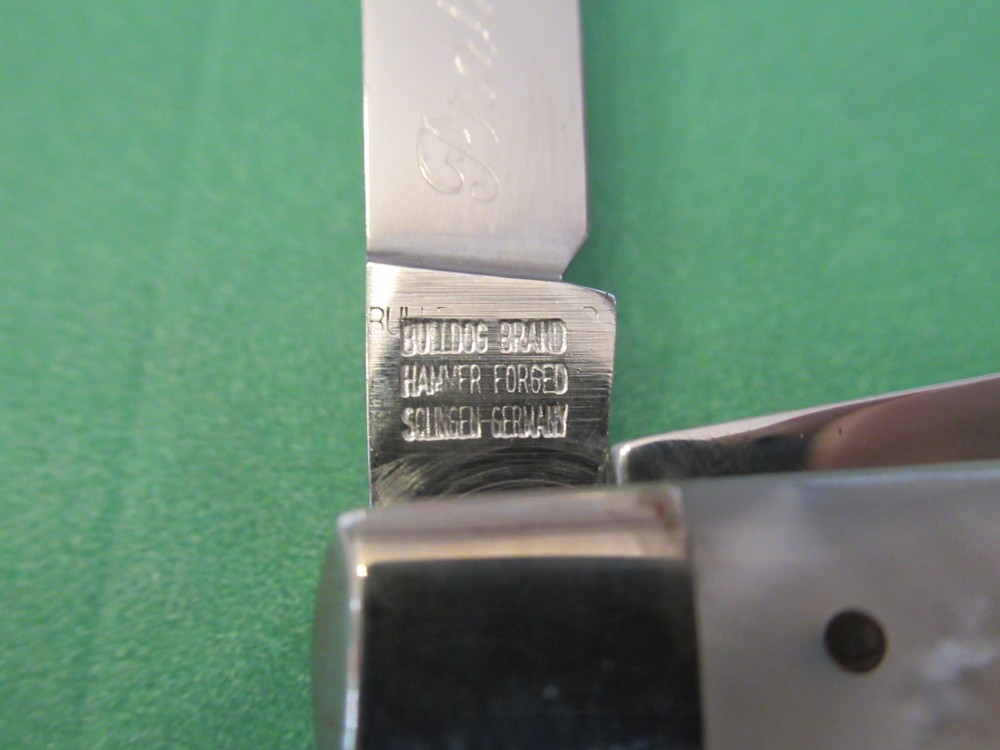 BULLDOG BRAND
HAMMER FORGED
SOLINGEN GERMANY